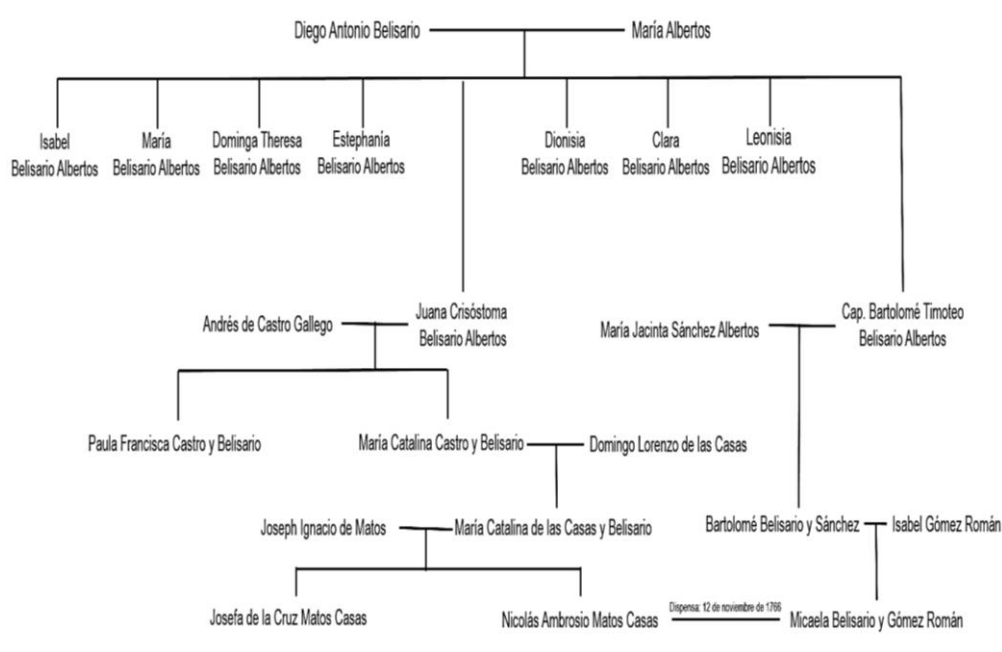 Diego Antonio Belisario
María Albertos
Isabel
Belisario Albertos
María
Belisario Albertos
Dominga Theresa
Belisario Albertos
Estephanía
Belisario Albertos
Dionisia
Belisario Albertos
Clara
Belisario Albertos
Leonisia
Belisario Albertos
Andrés de Castro Gallego
Juana Crisóstoma
Belisario Albertos
María Jacinta Sánchez Albertos
Cap. Bartolomé Timoteo
Belisario Albertos
Paula Francisca Castro y Belisario
María Catalina Castro y Belisario
Domingo Lorenzo de las Casas
Joseph Ignacio de Matos
María Catalina de las Casas y Belisario
Bartolomé Belisario y Sánchez
Isabel Gómez Román
Josefa de la Cruz Matos Casas
Nicolás Ambrosio Matos Casas
Dispensa: 12 de noviembre de 1766
Micaela Belisario y Gómez Román